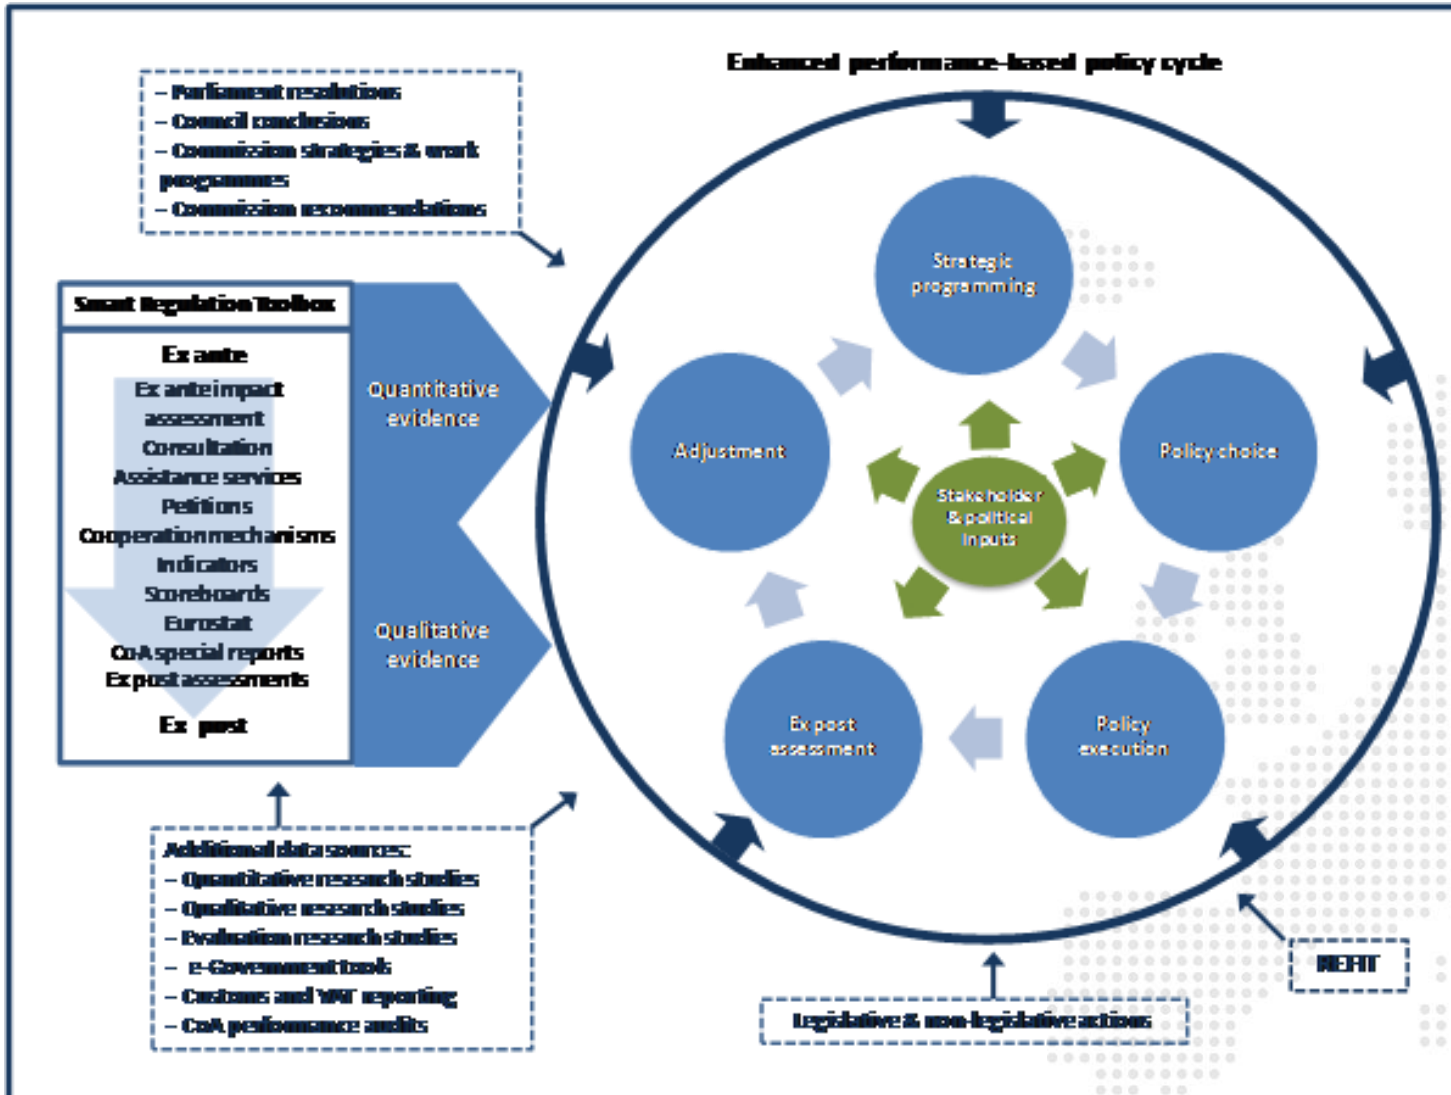 Enhanced performance-based policy cycle
– Parliament resolutions
– Council conclusions
– Commission strategies & work
programmes
– Commission recommendations
Smart Regulation Toolbox
Ex ante
Ex ante impact
assessment
Consultation
Assistance services
Petitions
Cooperation mechanisms
Indicators
Scoreboards
Eurostat
CoA special reports
Ex post assessments
Ex post
Quantitative
evidence
Qualitative
evidence
Strategic
programming
Adjustment
Policy choice
Stakeholder
& political
inputs
Ex post
assessment
Policy
execution
Additional data sources:
– Quantitative research studies
– Qualitative research studies
– Evaluation research studies
– e-Government tools
– Customs and VAT reporting
– CoA performance audits
Legislative & non-legislative actions
REFIT